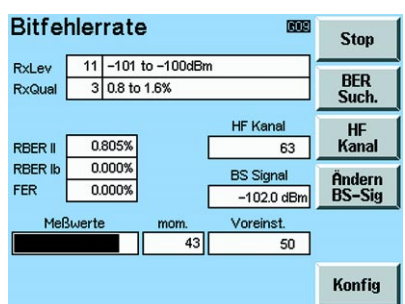 Bitfehlerrate G09
Stop
RxLev 11 -101 to -100dBm
RxQual 3 0.8 to 1.6%
BER
Such.
HF Kanal
HF
Kanal
RBER II 0.805%
63
RBER Ib 0.000%
BS Signal
Ändern
BS-Sig
FER 0.000%
-102.0 dBm
Meßwerte mom. Voreinst.
43 50
Konfig